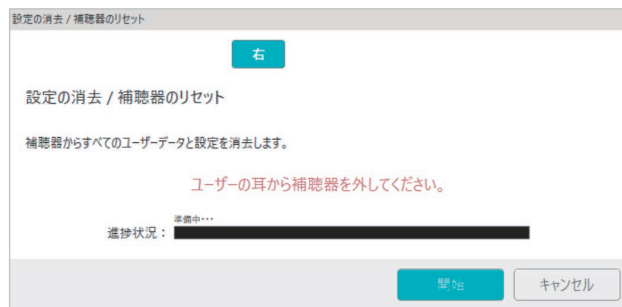 設定の消去 / 補聴器のリセット
右
設定の消去 / 補聴器のリセット
補聴器からすべてのユーザーデータと設定を消去します。
ユーザーの耳から補聴器を外してください。
準備中･･･
進捗状況：
開始
キャンセル